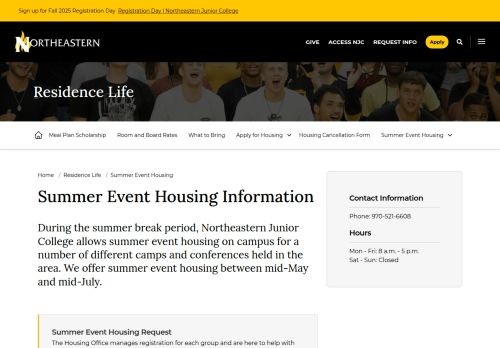 Sign up for Fall 2025 Registration Day Registration Day | Northeastern Junior College
NORTHEASTERN
GIVE ACCESS NJC REQUEST INFO Apply
Residence Life
Meal Plan Scholarship Room and Board Rates What to Bring Apply for Housing Housing Cancellation Form Summer Event Housing
Home / Residence Life / Summer Event Housing
Summer Event Housing Information
During the summer break period, Northeastern Junior
College allows summer event housing on campus for a
number of different camps and conferences held in the
area. We offer summer event housing between mid-May
and mid-July.
Contact Information
Phone: 970-521-6608
Hours
Mon - Fri: 8 a.m. - 5 p.m.
Sat - Sun: Closed
Summer Event Housing Request
The Housing Office manages registration for each group and are here to help with